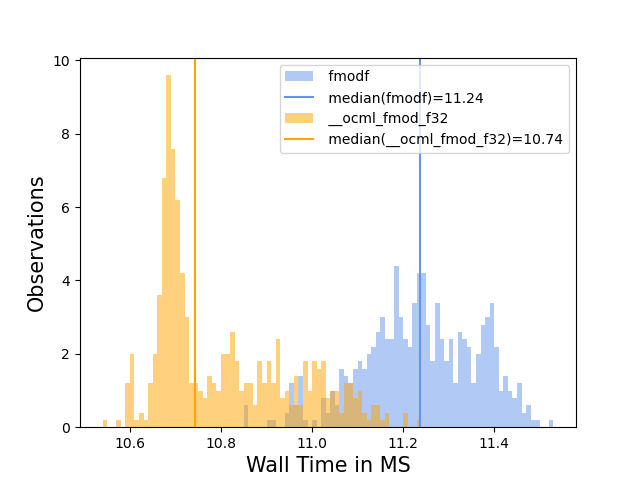 10
8
6
4
2
0
Observations
fmodf
median(fmodf)=11.24
__ocml_fmod_f32
median(__ocml_fmod_f32)=10.74
10.6 10.8 11.0 11.2 11.4
Wall Time in MS